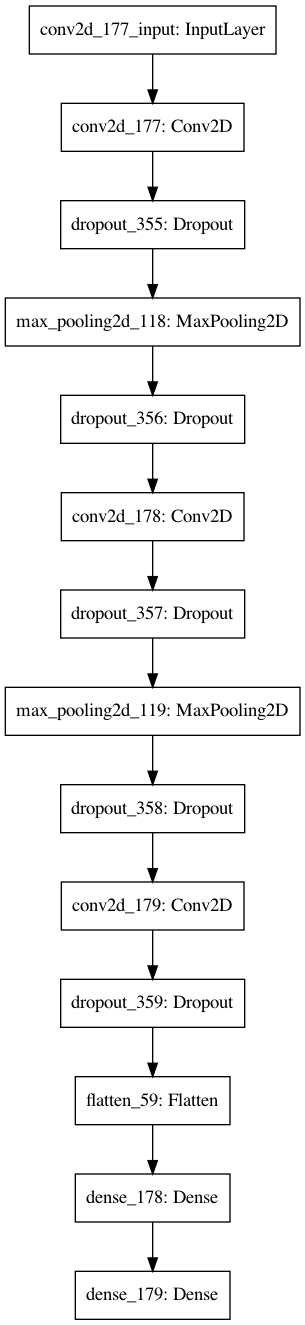 conv2d_177_input: InputLayer
conv2d_177: Conv2D
dropout_355: Dropout
max_pooling2d_118: MaxPooling2D
dropout_356: Dropout
conv2d_178: Conv2D
dropout_357: Dropout
max_pooling2d_119: MaxPooling2D
dropout_358: Dropout
conv2d_179: Conv2D
dropout_359: Dropout
flatten_59: Flatten
dense_178: Dense
dense_179: Dense